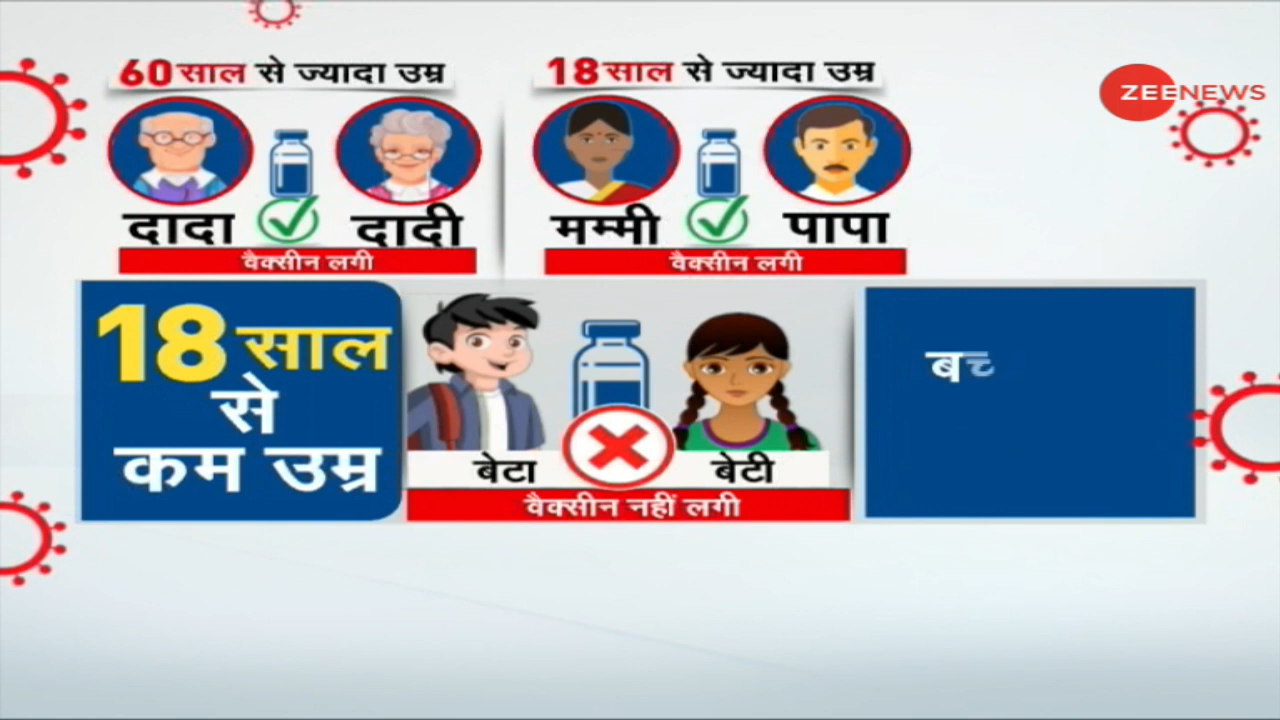 60 साल से ज्यादा उम्र
दादा
दादी
वैक्सीन लगी
18 साल से ज्यादा उम्र
मम्मी
पापा
वैक्सीन लगी
ZEENEWS
18 साल
से
कम उम्र
बेटा
बेटी
वैक्सीन नहीं लगी